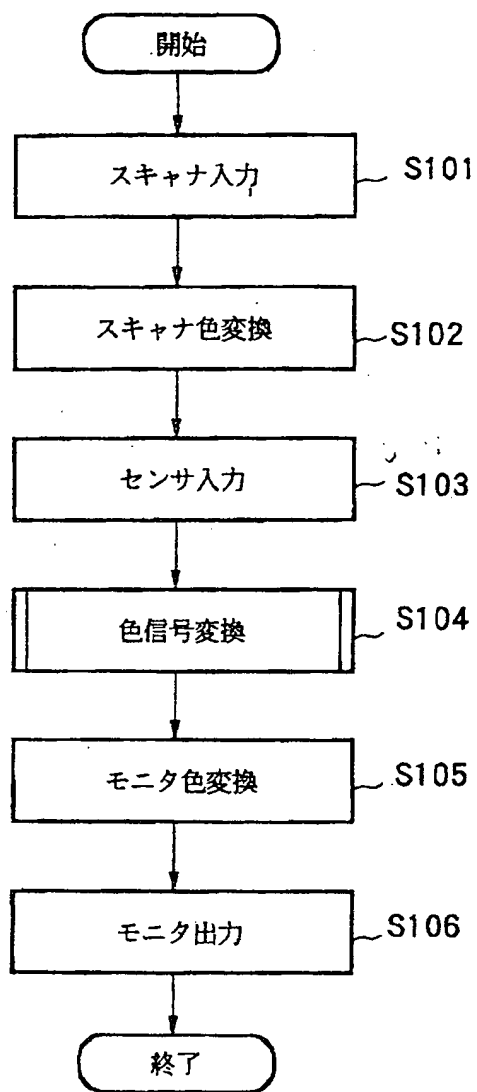 開始
スキャナ入力
S101
スキャナ色変換
S102
センサ入力
S103
色信号変換
S104
モニタ色変換
S105
モニタ出力
S106
終了